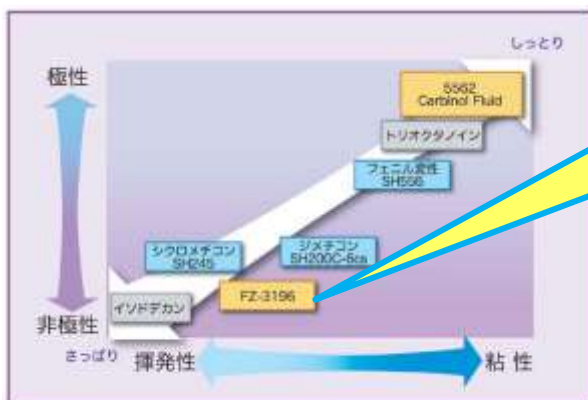 しっとり
極性
5562
Carbinol Fluid
トリオクタノイン
フェニル変性
SH556
シクロメチコン
SH245
ジメチコン
SH200C-6cs
FZ-3196
イソドデカン
非極性
さっぱり
揮発性
粘 性